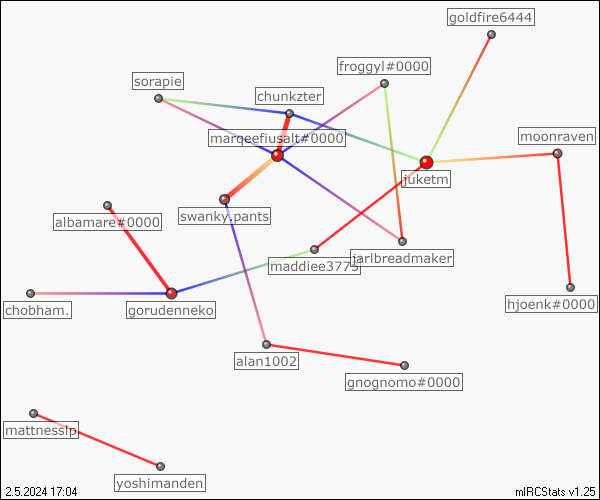 goldfire6444
froggyl#0000
sorapie
chunkzter
marqeefiusalt#0000
moonraven
juketm
swanky.pants
albamare#0000
jarlbreadmaker
maddiee3775
chobham.
gorudenneko
hjoenk#0000
alan1002
gnognomo#0000
mattnesslp
yoshimanden
2.5.2024 17:04
mIRCStats v1.25